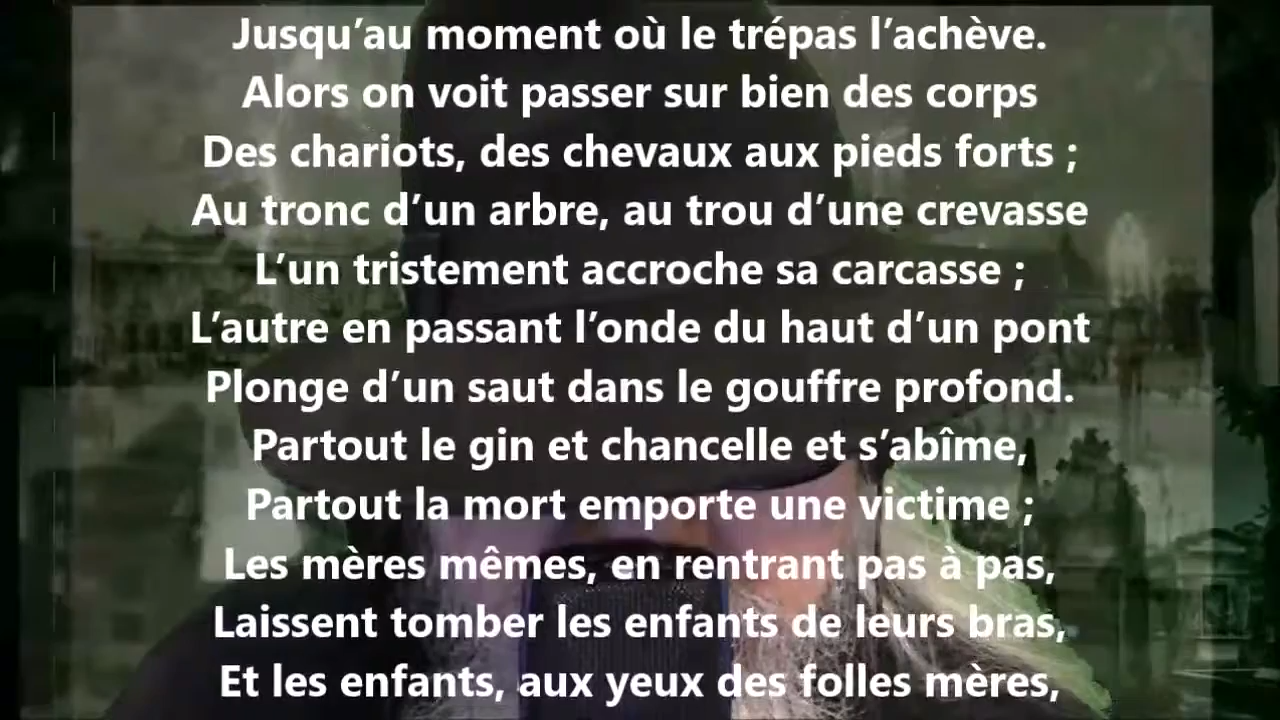 Jusqu’au moment où le trépas l’achève.
Alors on voit passer sur bien des corps
Des chariots, des chevaux aux pieds forts ;
Au tronc d’un arbre, au trou d’une crevasse
L’un tristement accroche sa carcasse ;
L’autre en passant l’onde du haut d’un pont
Plonge d’un saut dans le gouffre profond.
Partout le gin et chancelle et s’abîme,
Partout la mort emporte une victime ;
Les mères mêmes, en rentrant pas à pas,
Laissent tomber les enfants de leurs bras,
Et les enfants, aux yeux des folles mères,